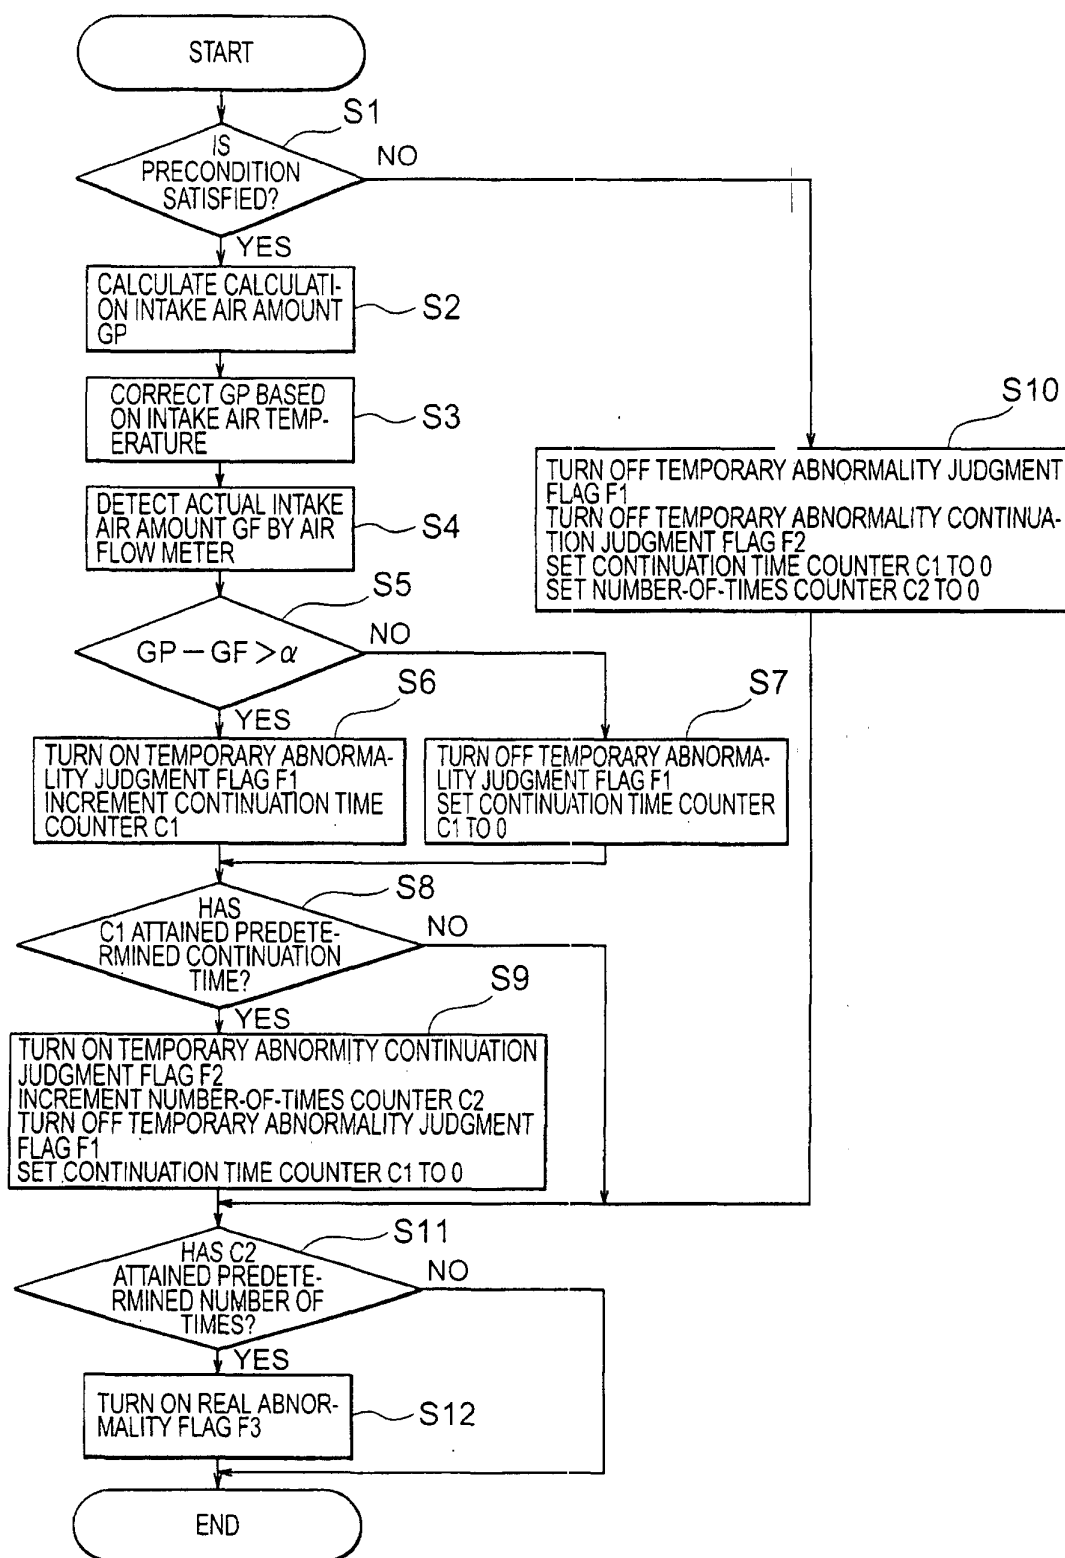 START
S1
IS
PRECONDITION
SATISFIED?
NO
YES
CALCULATE CALCULATI-
ON INTAKE AIR AMOUNT
GP
S2
CORRECT GP BASED
ON INTAKE AIR TEMP-
ERATURE
S3
DETECT ACTUAL INTAKE
AIR AMOUNT GF BY AIR
FLOW METER
S4
S10
TURN OFF TEMPORARY ABNORMALITY JUDGMENT
FLAG F1
TURN OFF TEMPORARY ABNORMALITY CONTINUA-
TION JUDGMENT FLAG F2
SET CONTINUATION TIME COUNTER C1 TO 0
SET NUMBER-OF-TIMES COUNTER C2 TO 0
S5
GP－GF＞α
NO
YES
S6
TURN ON TEMPORARY ABNORMA-
LITY JUDGMENT FLAG F1
INCREMENT CONTINUATION TIME
COUNTER C1
S7
TURN OFF TEMPORARY ABNORMA-
LITY JUDGMENT FLAG F1
SET CONTINUATION TIME COUNTER
C1 TO 0
S8
HAS
C1 ATTAINED PREDETE-
RMINED CONTINUATION
TIME?
NO
YES
S9
TURN ON TEMPORARY ABNORMITY CONTINUATION
JUDGMENT FLAG F2
INCREMENT NUMBER-OF-TIMES COUNTER C2
TURN OFF TEMPORARY ABNORMALITY JUDGMENT
FLAG F1
SET CONTINUATION TIME COUNTER C1 TO 0
S11
HAS C2
ATTAINED PREDETE-
RMINED NUMBER OF
TIMES?
NO
YES
TURN ON REAL ABNOR-
MALITY FLAG F3
S12
END